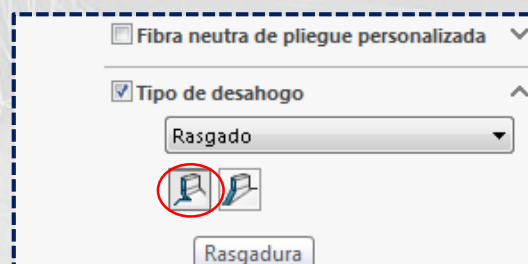 Fibra neutra de pliegue personalizada
Tipo de desahogo
Rasgado
Rasgadura